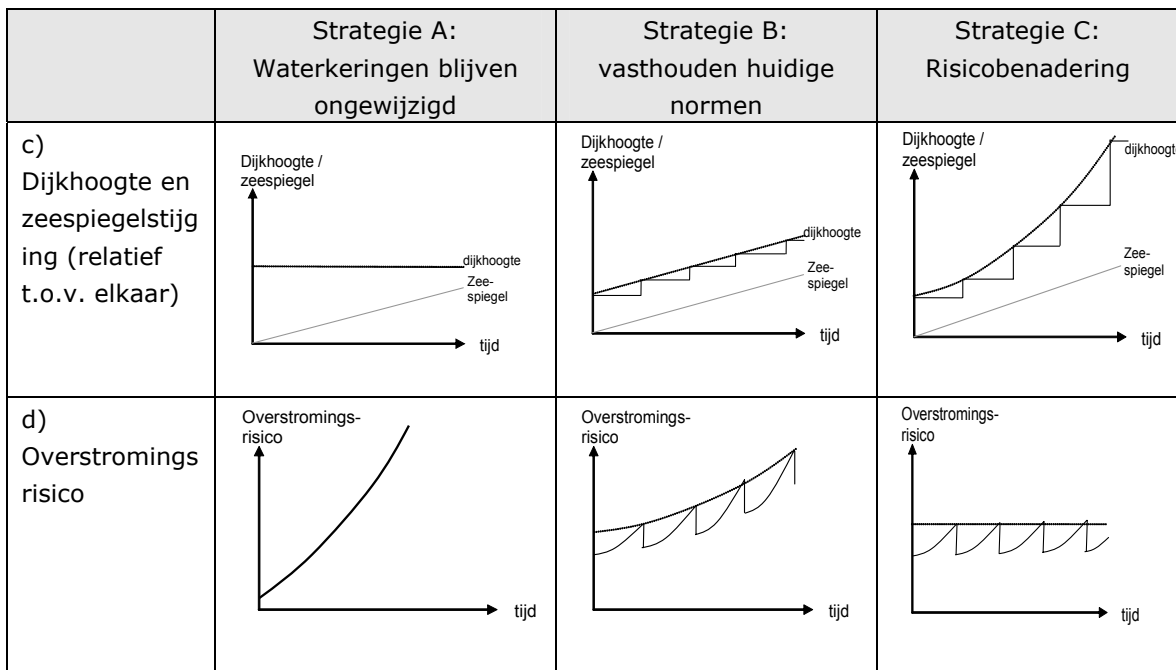 Strategie A:
Waterkeringen blijven
ongewijzigd
Strategie B:
vasthouden huidige
normen
Strategie C:
Risicobenadering
c)
Dijkhoogte en
zeespiegelstijg
ing (relatief
t.o.v. elkaar)
Dijkhoogte /
zeespiegel
dijkhoogte
Zee-
spiegel
tijd
Dijkhoogte /
zeespiegel
dijkhoogte
Zee-
spiegel
tijd
Dijkhoogte /
zeespiegel
dijkhoogte
Zee-
spiegel
tijd
d)
Overstromings
risico
Overstromings-
risico
tijd
Overstromings-
risico
tijd
Overstromings-
risico
tijd